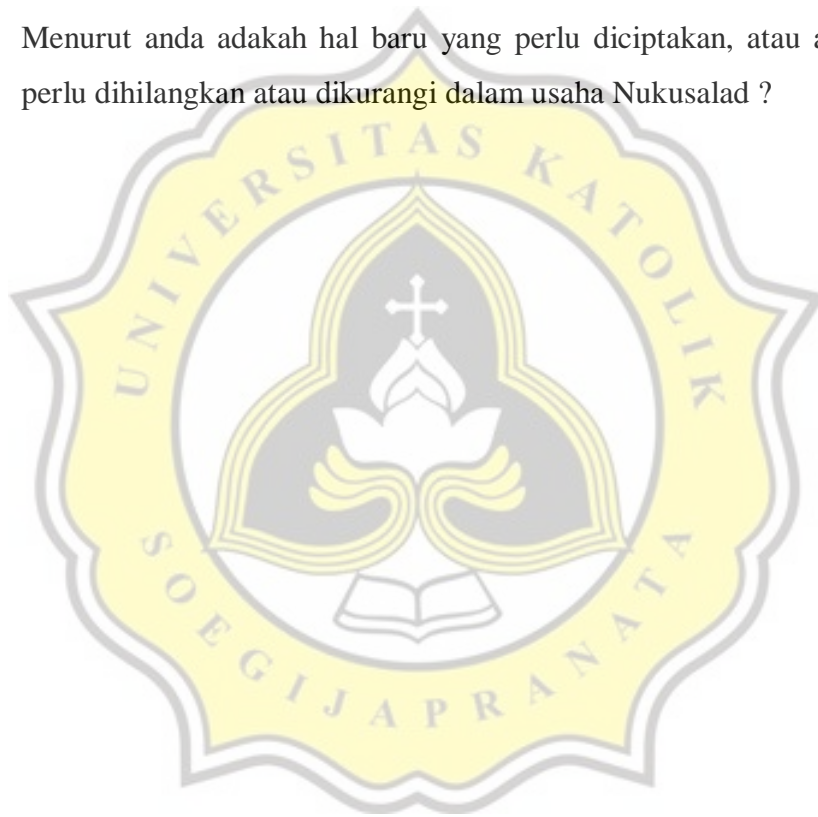 Menurut anda adakah hal baru yang perlu diciptakan, atau
perlu dihilangkan atau dikurangi dalam usaha Nukusalad ?
UNIVERSITAS KATOLIK
SOEGIJAPRANATA